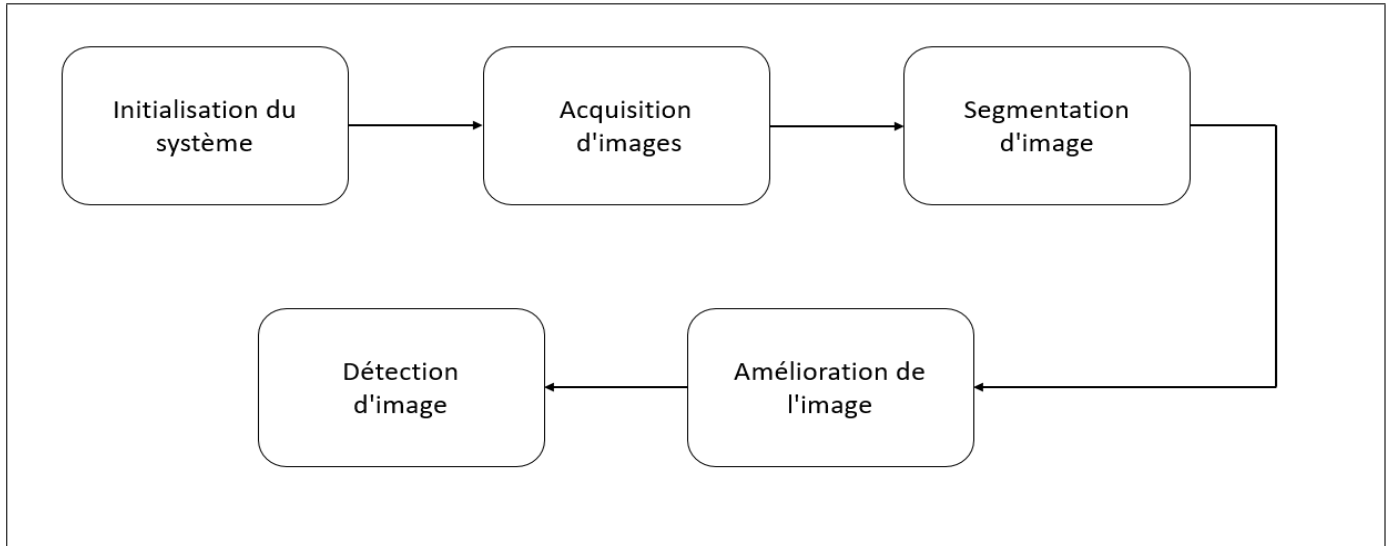 Initialisation du
système
Acquisition
d'images
Segmentation
d'image
Amélioration de
l'image
Détection
d'image